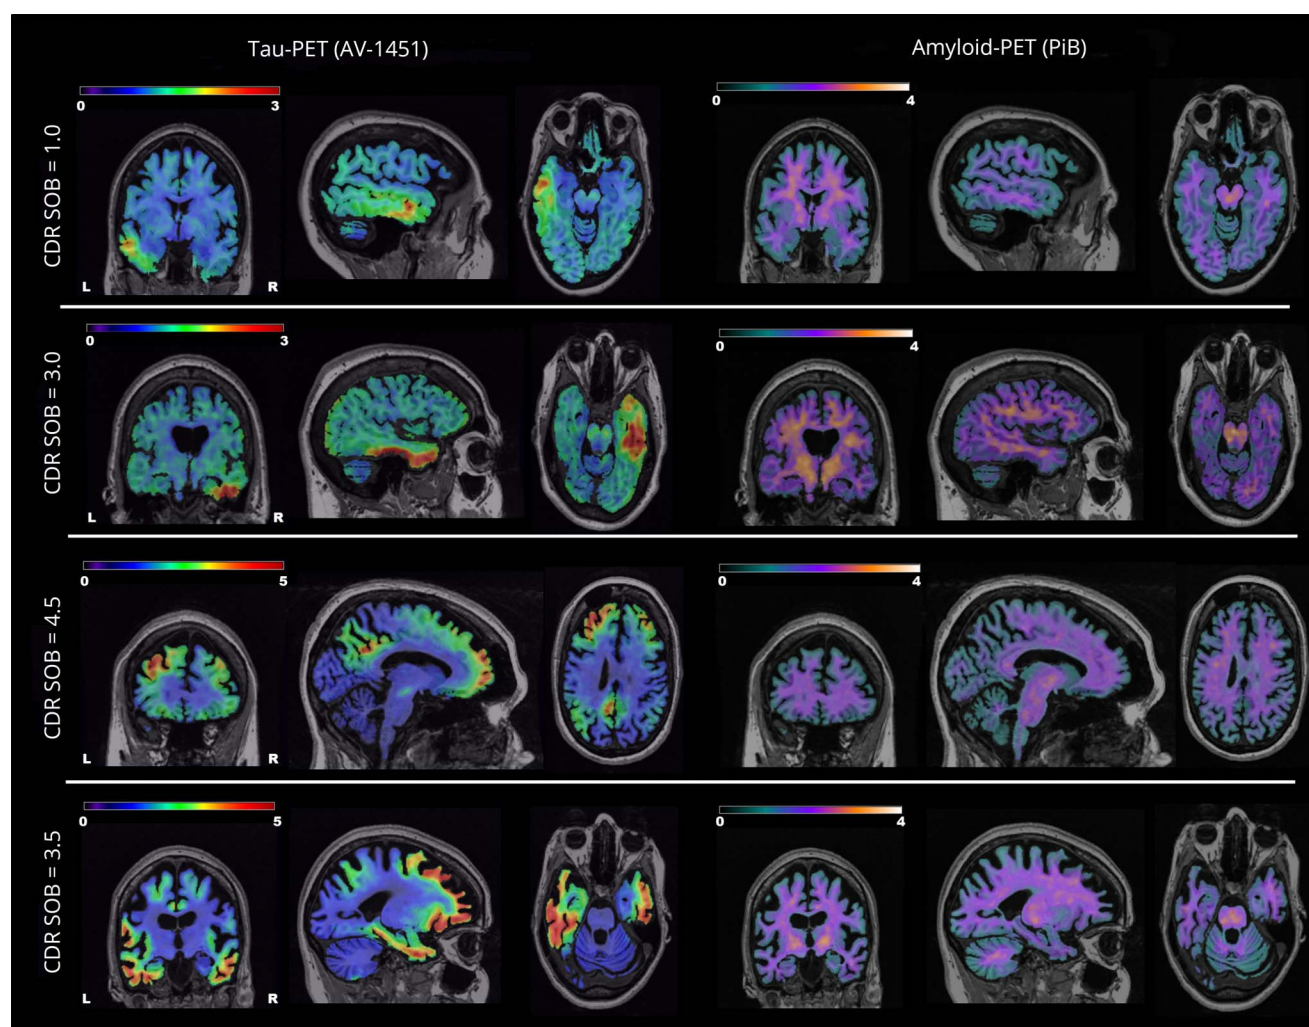 Tau-PET (AV-1451)
Amyloid-PET (PiB)
CDR SOB = 1.0
0 3
0 4
L R
CDR SOB = 3.0
0 3
0 4
L R
CDR SOB = 4.5
0 5
0 4
L R
CDR SOB = 3.5
0 5
0 4
L R